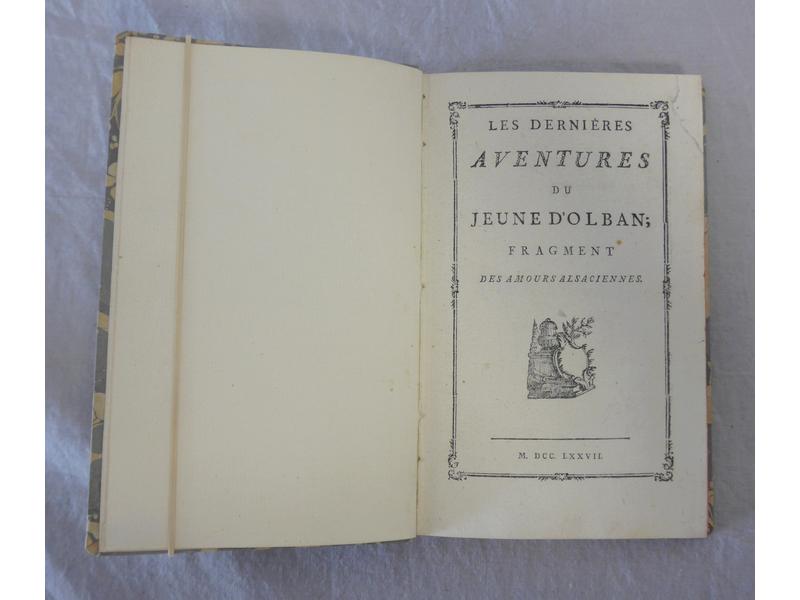 LES DERNIÈRES
AVENTURES
DU
JEUNE D'OLBAN;
FRAGMENT
DES AMOURS ALSACIENNES.
M. DCC. LXXVII.